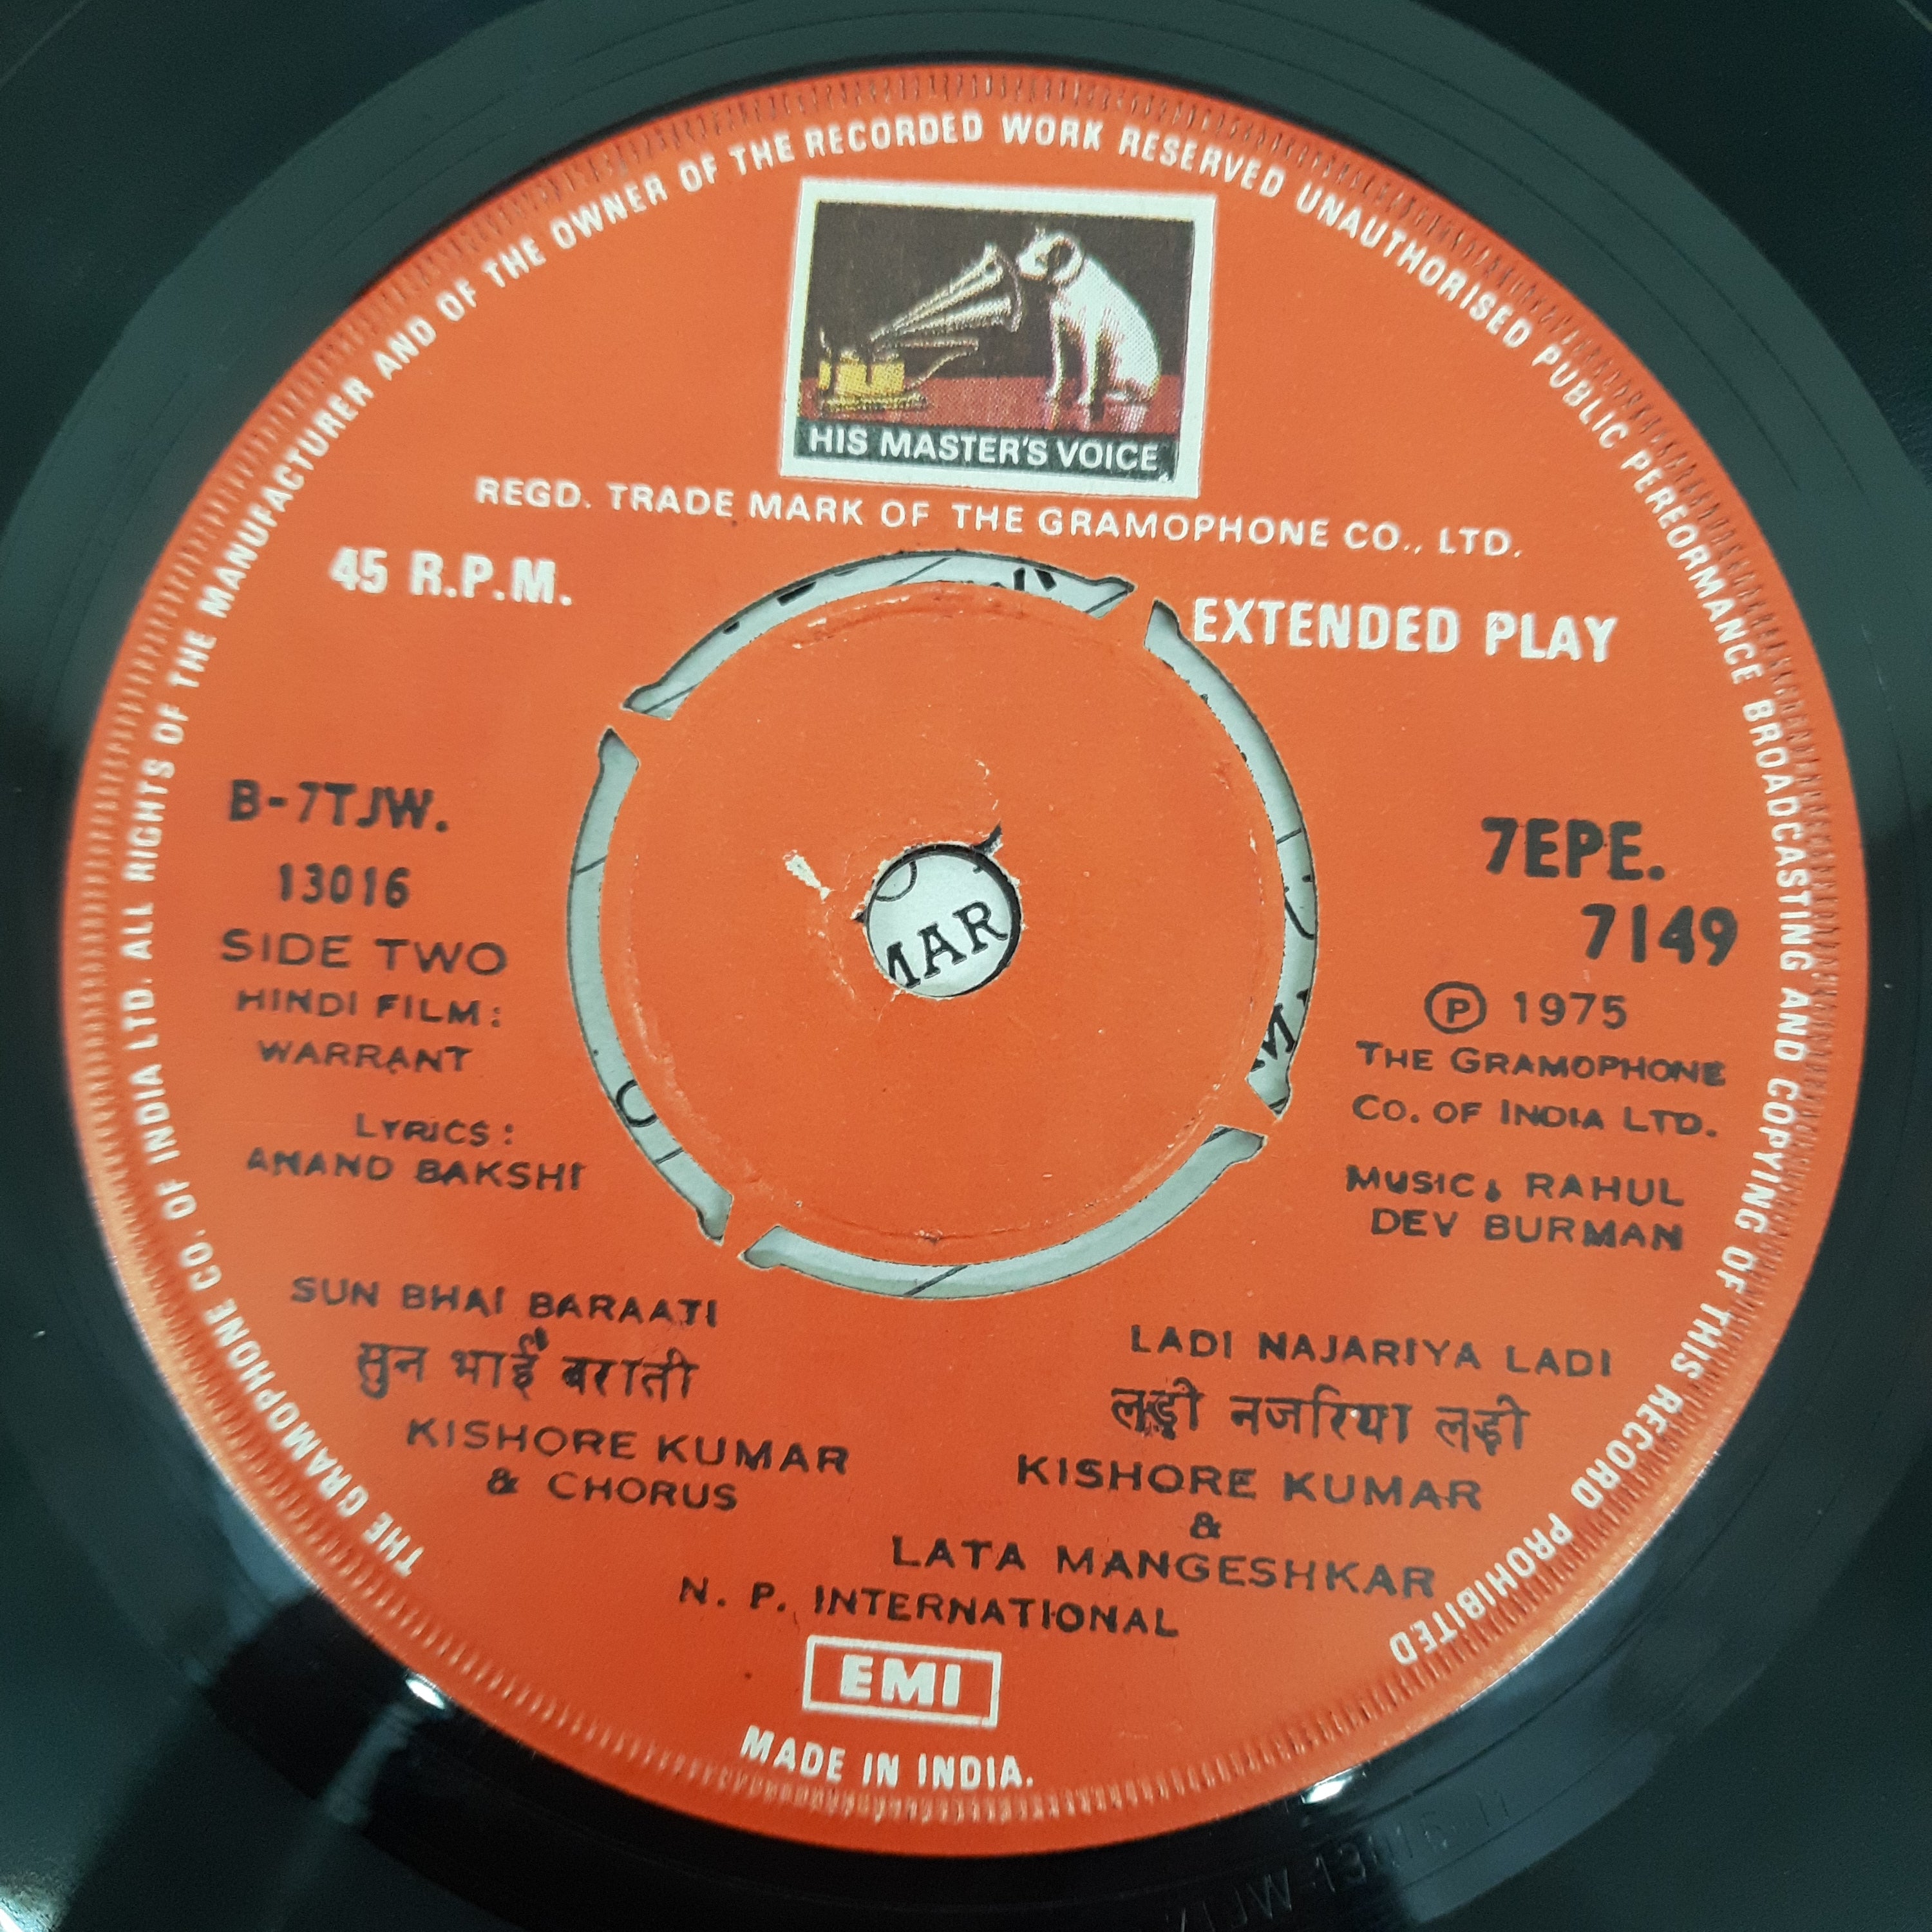 THE GRAMOPHONE CO. OF INDIA LTD. ALL RIGHTS OF THE MANUFACTURER AND OF THE OWNER OF THE RECORDED WORK RESERVED UNAUTHORISED PUBLIC PERFORMANCE BROADCASTING AND COPYING OF THIS RECORD PROHIBITED
HIS MASTER'S VOICE
REGD. TRADE MARK OF THE GRAMOPHONE CO., LTD.
45 R.P.M.
EXTENDED PLAY
B-7TJW.
13016
SIDE TWO
HINDI FILM:
WARRANT
LYRICS:
ANAND BAKSHI
MAR
7EPE.
7149
Ⓟ 1975
THE GRAMOPHONE
CO. OF INDIA LTD.
MUSIC: RAHUL
DEV BURMAN
SUN BHAI BARAATI
सुन भाई बराती
KISHORE KUMAR
& CHORUS
LADI NAJARIYA LADI
लड़ी नजरिया लड़ी
KISHORE KUMAR
&
LATA MANGESHKAR
N. P. INTERNATIONAL
EMI
MADE IN INDIA.